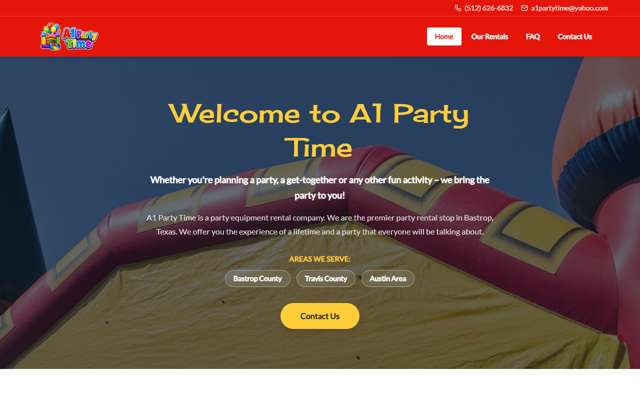 (512) 626-6832 a1partytime@yahoo.com
A1 Party
Time
Home Our Rentals FAQ Contact Us
Welcome to A1 Party
Time
Whether you're planning a party, a get-together or any other fun activity – we bring the
party to you!
A1 Party Time is a party equipment rental company. We are the premier party rental stop in Bastrop,
Texas. We offer you the experience of a lifetime and a party that everyone will be talking about.
AREAS WE SERVE:
Bastrop County Travis County Austin Area
Contact Us